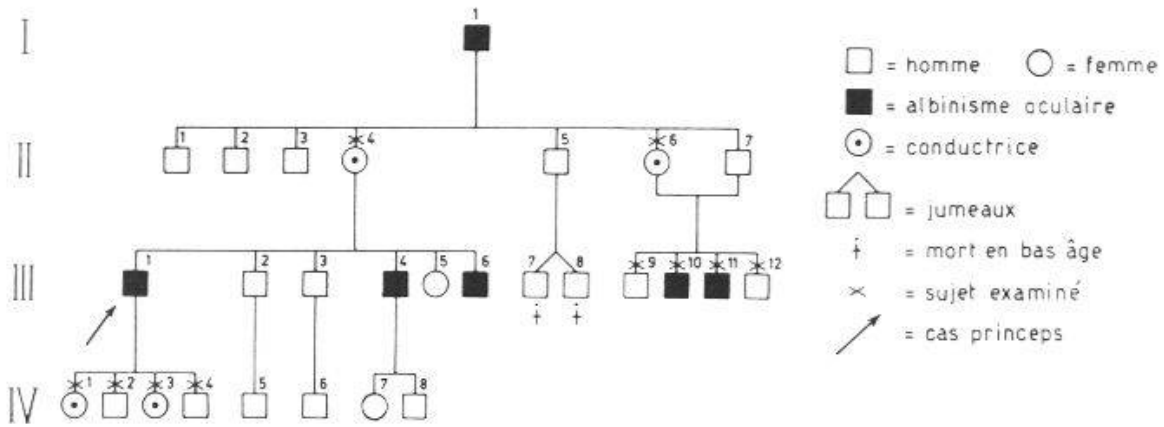 I
1
II
1 2 3 4 5 6 7
III
1 2 3 4 5 6 7 8 9 10 11 12
IV
1 2 3 4 5 6 7 8
= homme = femme
= albinisme oculaire
= conductrice
= jumeaux
= mort en bas âge
= sujet examiné
= cas princeps